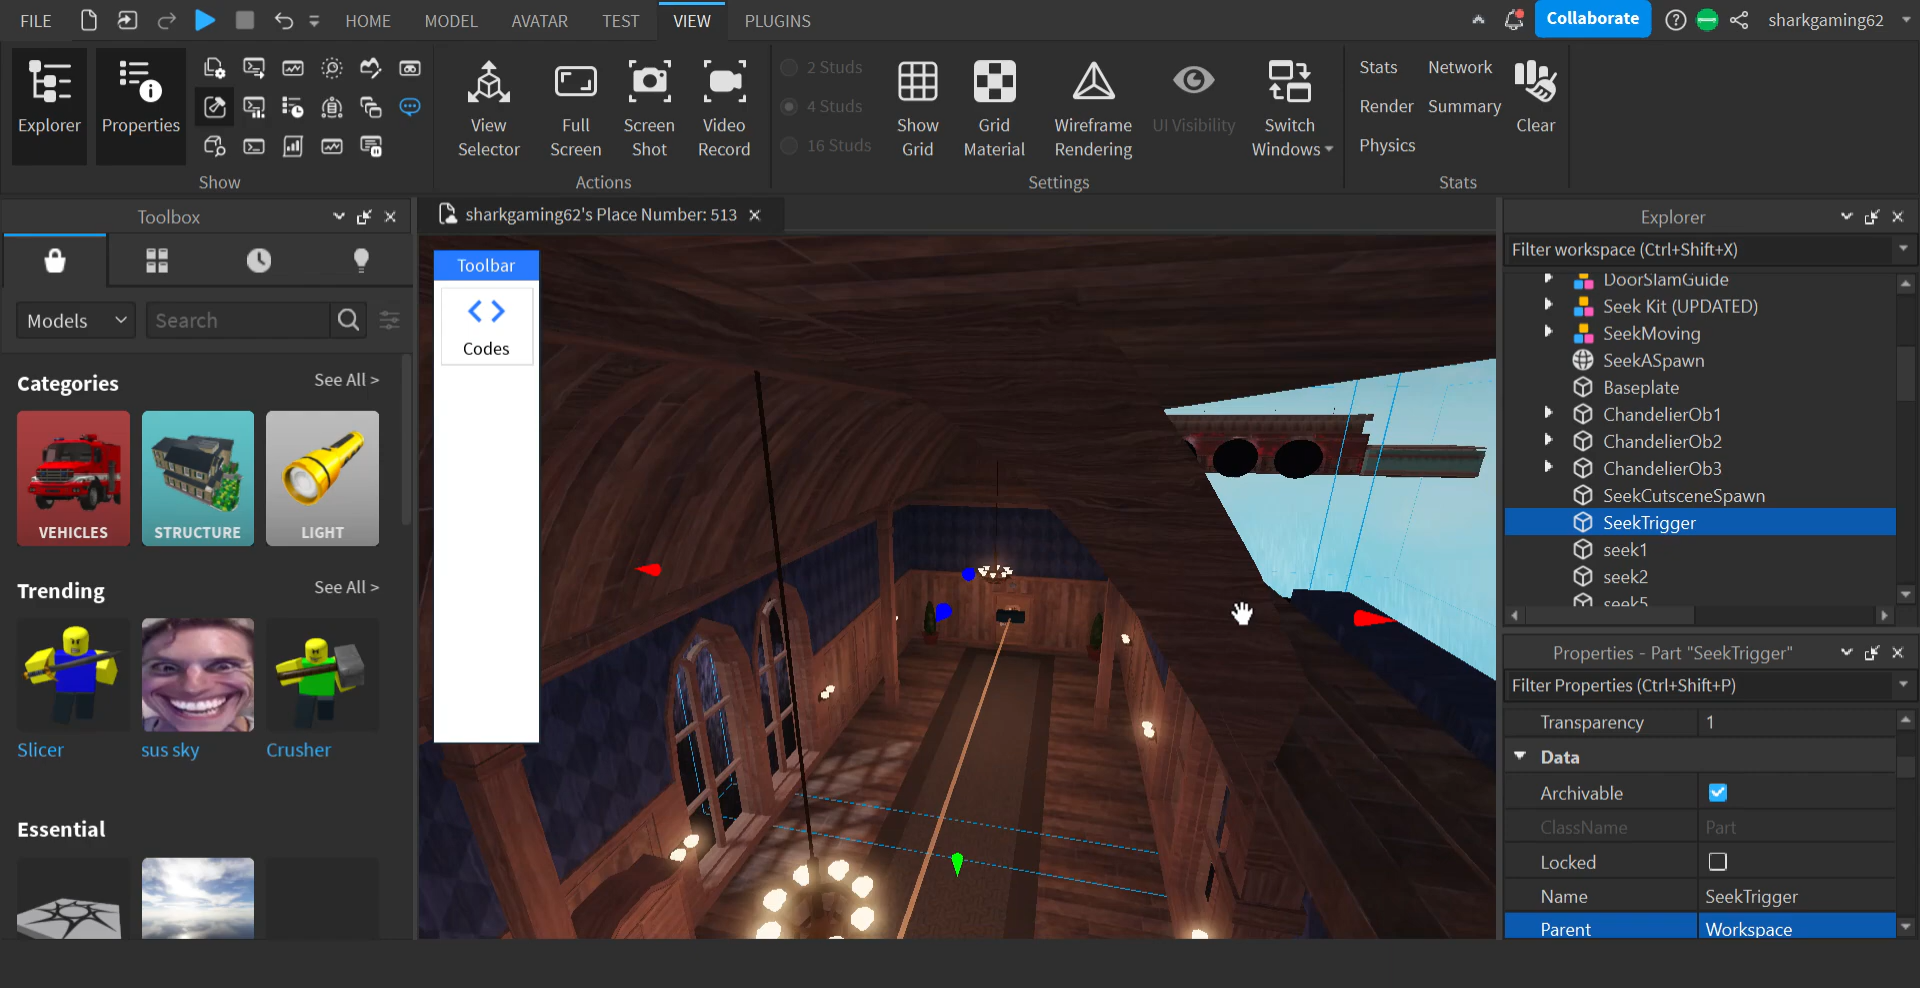 FILE
HOME
MODEL
AVATAR
TEST
VIEW
PLUGINS
Collaborate
sharkgaming62
Explorer
Properties
Show
View
Selector
Full
Screen
Screen
Shot
Video
Record
Actions
2 Studs
4 Studs
16 Studs
Show
Grid
Grid
Material
Wireframe
Rendering
UI Visibility
Switch
Windows
Settings
Stats
Network
Render
Summary
Physics
Clear
Stats
Toolbox
Models
Search
Categories
See All >
VEHICLES
STRUCTURE
LIGHT
Trending
See All >
Slicer
sus sky
Crusher
Essential
sharkgaming62's Place Number: 513
Toolbar
Codes
Explorer
Filter workspace (Ctrl+Shift+X)
DoorSlamGuide
Seek Kit (UPDATED)
SeekMoving
SeekASpawn
Baseplate
ChandelierOb1
ChandelierOb2
ChandelierOb3
SeekCutsceneSpawn
SeekTrigger
seek1
seek2
seek5
Properties - Part "SeekTrigger"
Filter Properties (Ctrl+Shift+P)
Transparency 1
Data
Archivable
ClassName Part
Locked
Name SeekTrigger
Parent Workspace